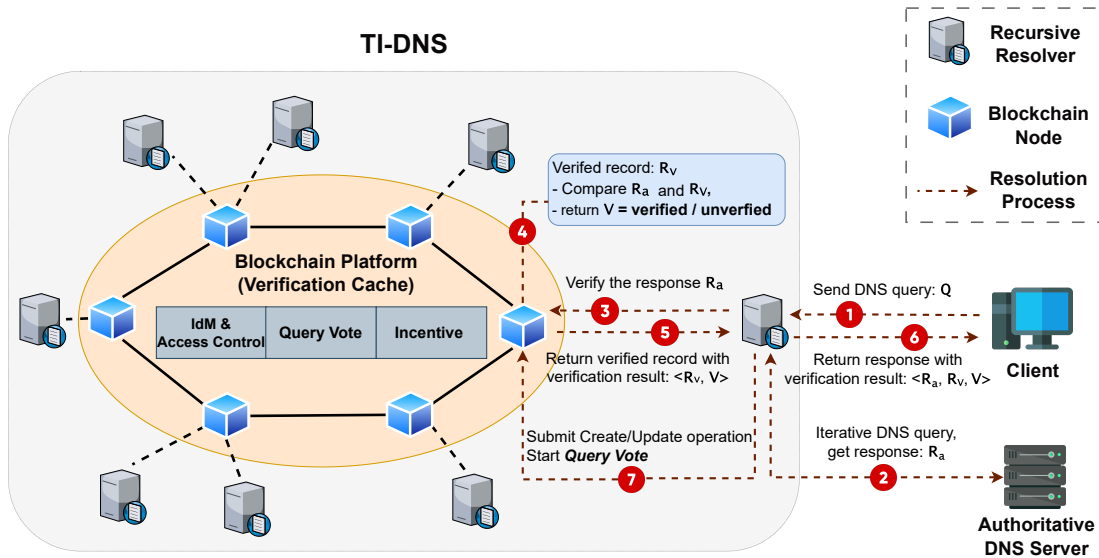 TI-DNS
Recursive
Resolver
Blockchain
Node
Resolution
Process
Verifed record: Rv
- Compare Ra and Rv,
- return V = verified / unverfied
4
Blockchain Platform
(Verification Cache)
IdM &
Access Control
Query Vote
Incentive
Verify the response Ra
3
5
Return verified record with
verification result: <Rv, V>
Send DNS query: Q
1
6
Return response with
verification result: <Ra, Rv, V>
Client
Submit Create/Update operation
Start Query Vote
7
Iterative DNS query,
get response: Ra
2
Authoritative
DNS Server